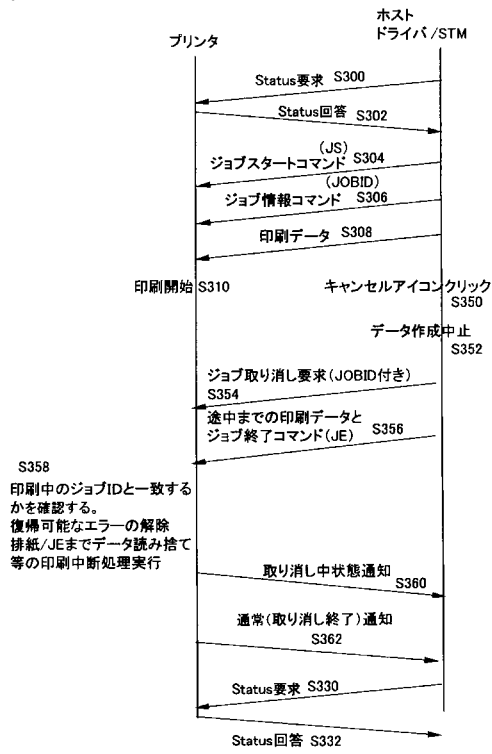 プリンタ
ホスト
ドライバ/STM
Status要求 S300
Status回答 S302
(JS)
ジョブスタートコマンド S304
(JOBID)
ジョブ情報コマンド S306
印刷データ S308
印刷開始 S310
キャンセルアイコンクリック
S350
データ作成中止
S352
ジョブ取り消し要求(JOBID付き)
S354
途中までの印刷データと
ジョブ終了コマンド(JE) S356
S358
印刷中のジョブIDと一致する
かを確認する。
復帰可能なエラーの解除
排紙/JEまでデータ読み捨て
等の印刷中断処理実行
取り消し中状態通知
S360
通常(取り消し終了)通知
S362
Status要求 S330
Status回答 S332